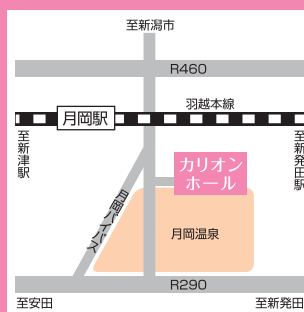 至新潟市
R460
羽越本線
月岡駅
至新津駅
至新発田駅
カリオン
ホール
月岡バイパス
月岡温泉
R290
至安田
至新発田